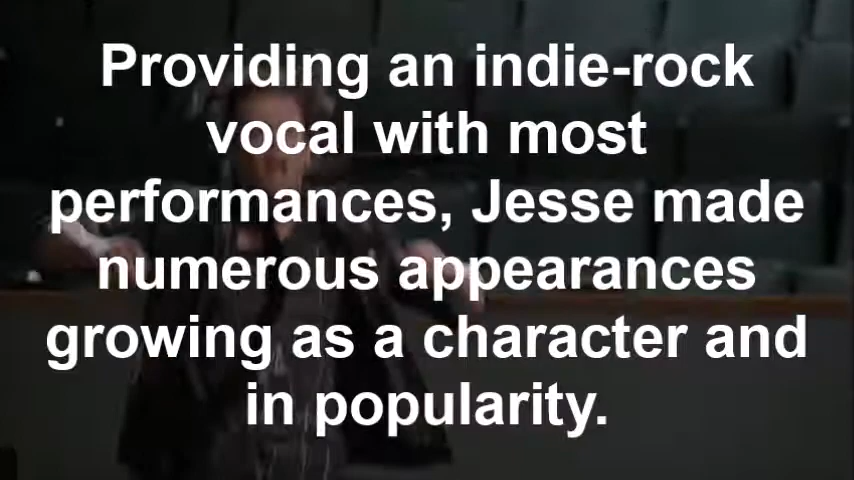 Providing an indie-rock
vocal with most
performances, Jesse made
numerous appearances
growing as a character and
in popularity.